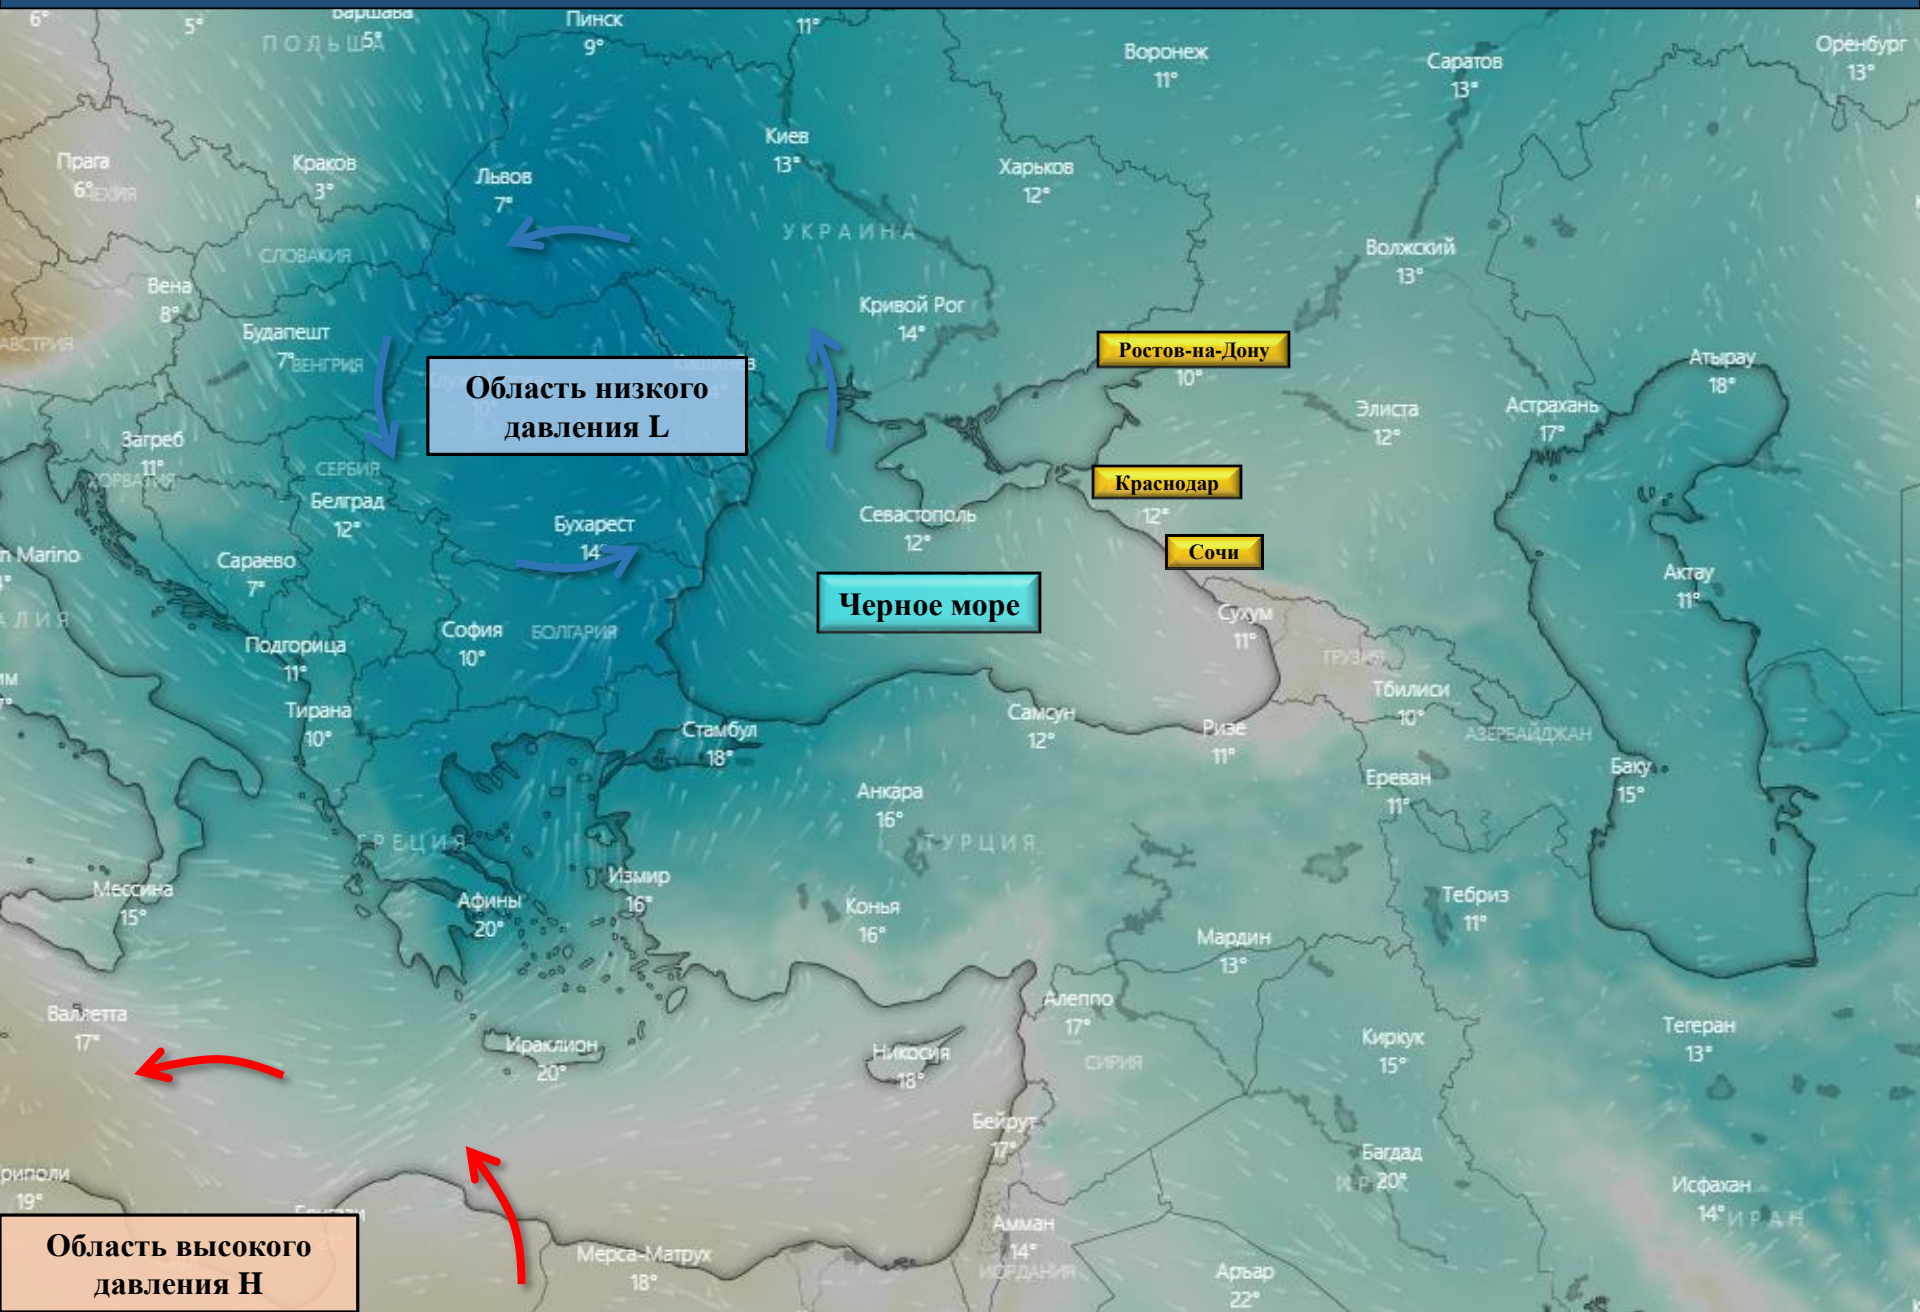 6°
5°
Варшава
5°
ПОЛЬША
Пинск
9°
11°
Воронеж
11°
Саратов
13°
Оренбург
13°
Прага
6°
ЧЕХИЯ
Краков
3°
Львов
7°
Киев
13°
Харьков
12°
УКРАИНА
СЛОВАКИЯ
Волжский
13°
Вена
8°
Будапешт
7°
ВЕНГРИЯ
АВСТРИЯ
Кривой Рог
14°
Ростов-на-Дону
10°
Атырау
18°
Кишинёв
Область низкого
давления L
Элиста
12°
Астрахань
17°
Загреб
11°
ХОРВАТИЯ
СЕРБИЯ
Белград
12°
Краснодар
12°
Бухарест
14°
Севастополь
12°
Сочи
n Marino
Сараево
7°
Актау
11°
Черное море
АЛИЯ
Сухум
11°
София
10°
БОЛГАРИЯ
Подгорица
11°
ГРУЗИЯ
Тбилиси
10°
Тирана
10°
Самсун
12°
Стамбул
18°
Ризе
11°
АЗЕРБАЙДЖАН
Баку
15°
Ереван
11°
Анкара
16°
ГРЕЦИЯ
ТУРЦИЯ
Мессина
15°
Измир
16°
Афины
20°
Конья
16°
Тебриз
11°
Мардин
13°
Валлетта
17°
Алеппо
17°
Ираклион
20°
Никосия
18°
СИРИЯ
Киркук
15°
Тегеран
13°
Бейрут
17°
Багдад
20°
ИРАК
риполи
19°
Исфахан
14°
ИРАН
Амман
14°
ИОРДАНИЯ
Мерса-Матрух
18°
Аръар
22°
Область высокого
давления H